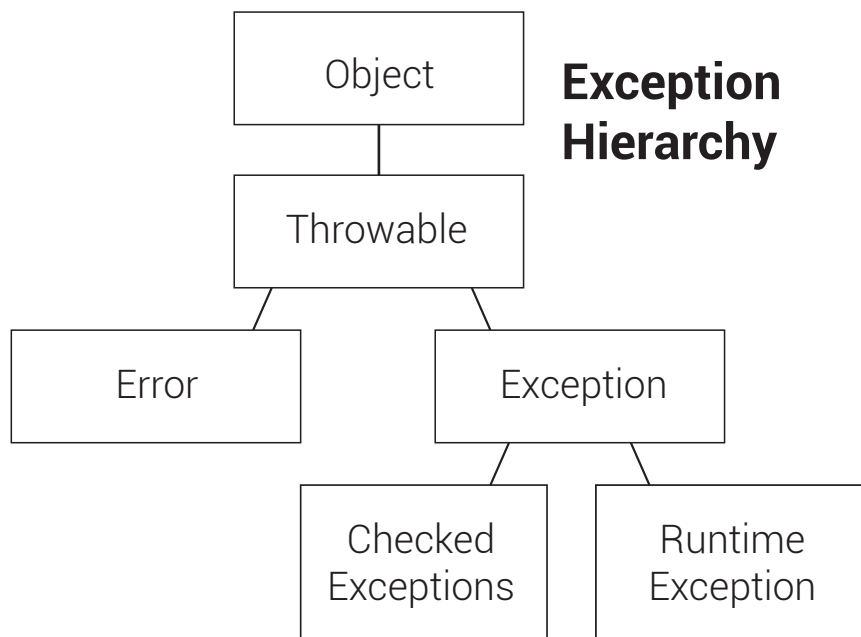 Object
Exception
Hierarchy
Throwable
Error
Exception
Checked
Exceptions
Runtime
Exception